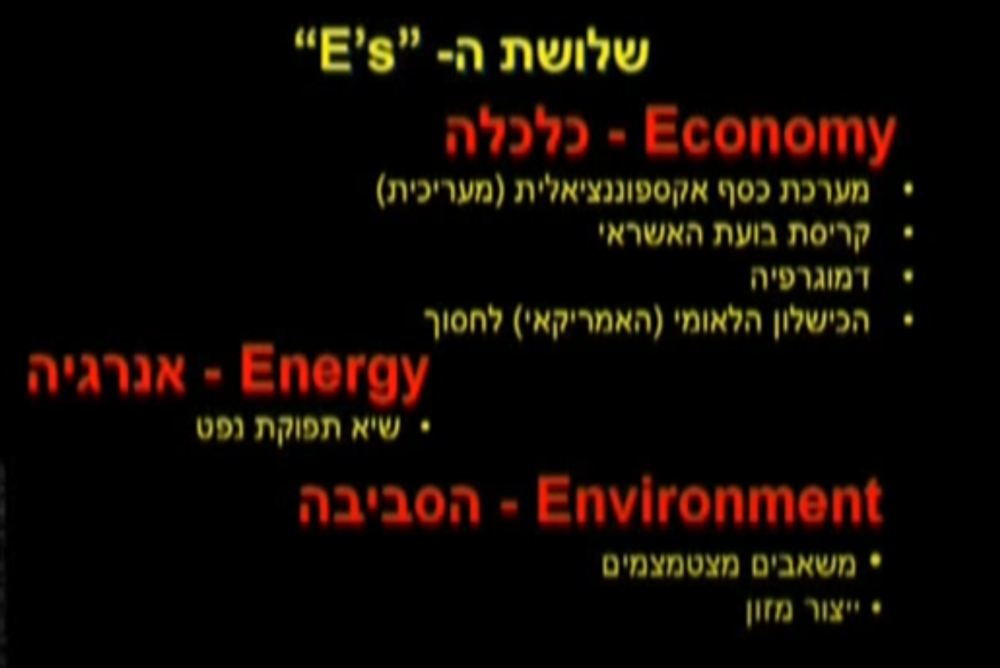 שלושת ה- "E's"
Economy - כלכלה
• מערכת כסף אקספוננציאלית (מעריכית)
• קריסת בועת האשראי
• דמוגרפיה
• הכישלון הלאומי (האמריקאי) לחסוך
Energy - אנרגיה
• שיא תפוקת נפט
Environment - הסביבה
• משאבים מצטמצמים
• ייצור מזון